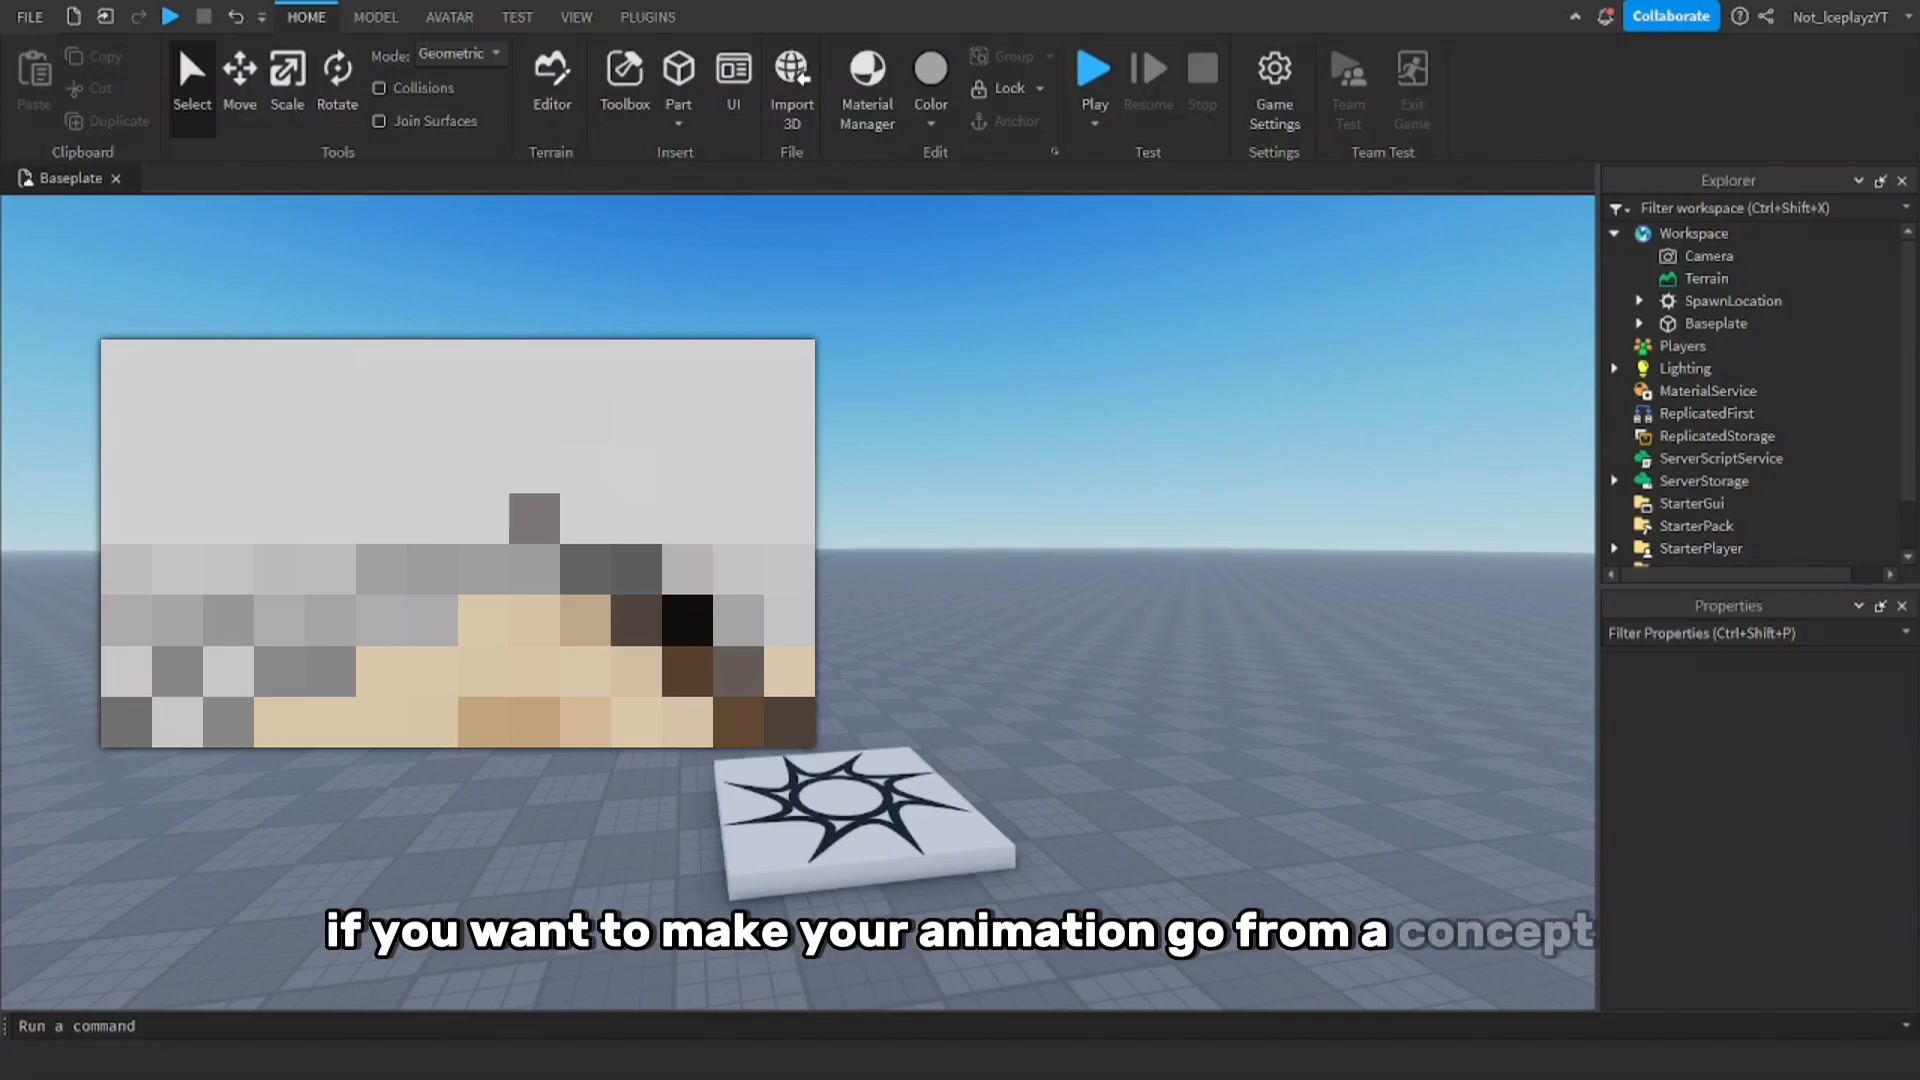 FILE
HOME
MODEL
AVATAR
TEST
VIEW
PLUGINS
Collaborate
Not_IceplayzYT
Paste
Copy
Cut
Duplicate
Clipboard
Select
Move
Scale
Rotate
Mode: Geometric
Collisions
Join Surfaces
Tools
Editor
Terrain
Toolbox
Part
UI
Insert
Import
3D
File
Material
Manager
Color
Group
Lock
Anchor
Edit
Play
Resume
Stop
Test
Game
Settings
Settings
Team
Test
Exit
Game
Team Test
Baseplate
Explorer
Filter workspace (Ctrl+Shift+X)
Workspace
Camera
Terrain
SpawnLocation
Baseplate
Players
Lighting
MaterialService
ReplicatedFirst
ReplicatedStorage
ServerScriptService
ServerStorage
StarterGui
StarterPack
StarterPlayer
Properties
Filter Properties (Ctrl+Shift+P)
if you want to make your animation go from a concept
Run a command